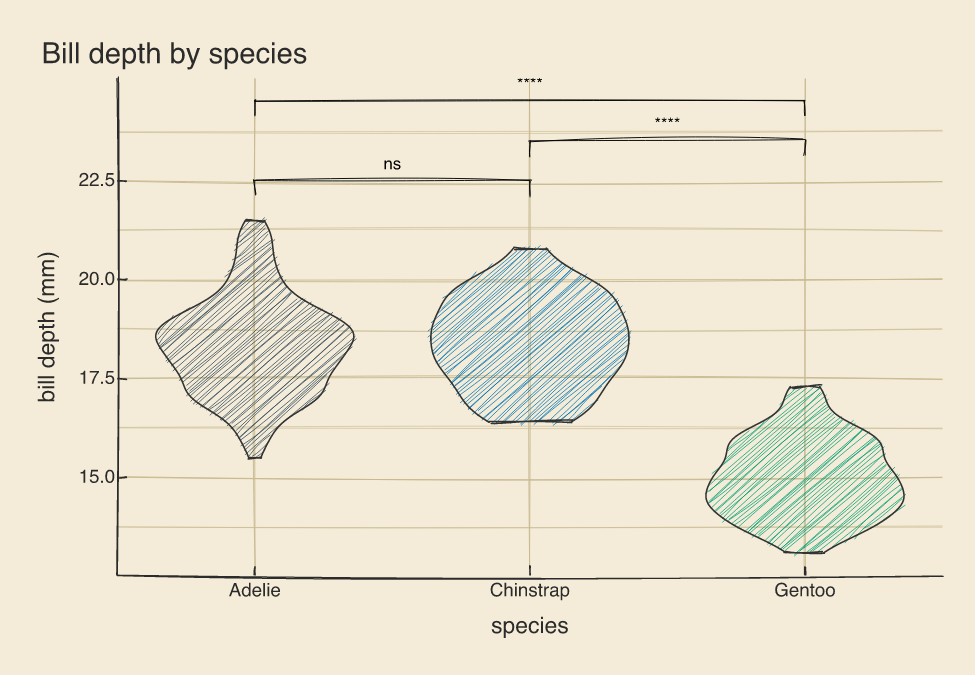 Bill depth by species
****
****
ns
22.5
20.0
17.5
15.0
bill depth (mm)
Adelie
Chinstrap
Gentoo
species